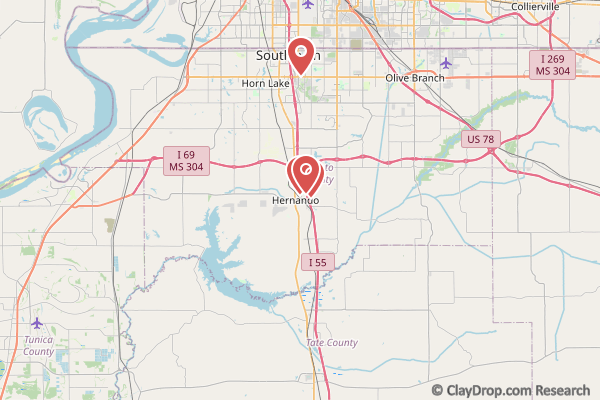 Collierville
I 269
MS 304
Olive Branch
Horn Lake
US 78
I 69
MS 304
Hernando
I 55
Tunica
County
Tate County
© ClayDrop.com Research